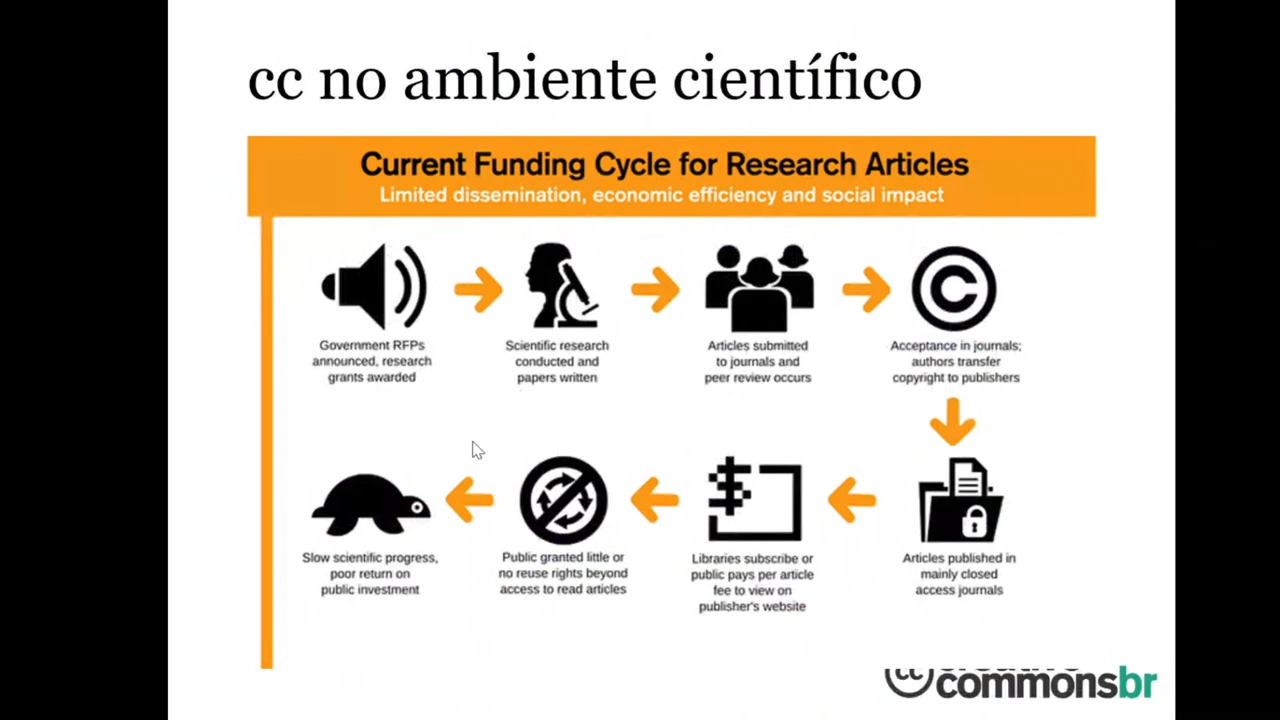 cc no ambiente científico
Current Funding Cycle for Research Articles
Limited dissemination, economic efficiency and social impact
Government RFPs
announced, research
grants awarded
Scientific research
conducted and
papers written
Articles submitted
to journals and
peer review occurs
Acceptance in journals;
authors transfer
copyright to publishers
Slow scientific progress,
poor return on
public investment
Public granted little or
no reuse rights beyond
access to read articles
Libraries subscribe or
public pays per article
fee to view on
publisher's website
Articles published in
mainly closed
access journals
cc
commonsbr